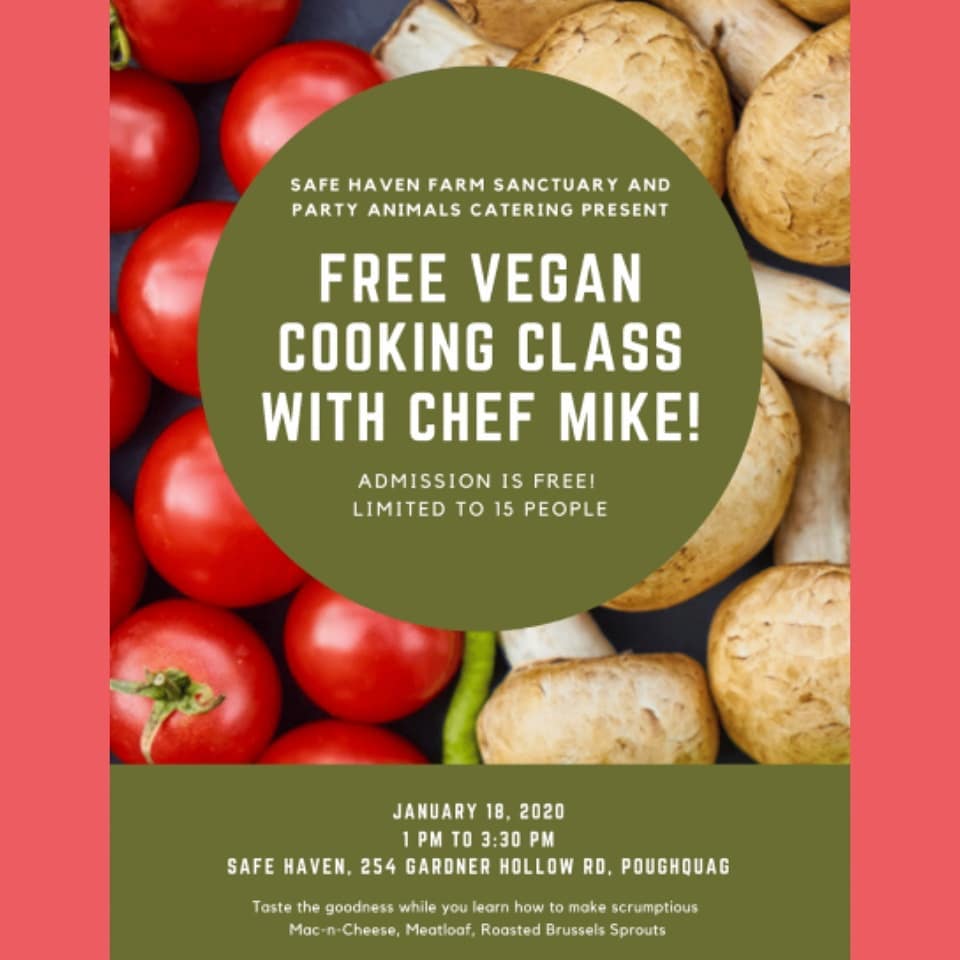 SAFE HAVEN FARM SANCTUARY AND
PARTY ANIMALS CATERING PRESENT
FREE VEGAN
COOKING CLASS
WITH CHEF MIKE!
ADMISSION IS FREE!
LIMITED TO 15 PEOPLE
JANUARY 18, 2020
1 PM TO 3:30 PM
SAFE HAVEN, 254 GARDNER HOLLOW RD, POUGHQUAG
Taste the goodness while you learn how to make scrumptious
Mac-n-Cheese, Meatloaf, Roasted Brussels Sprouts